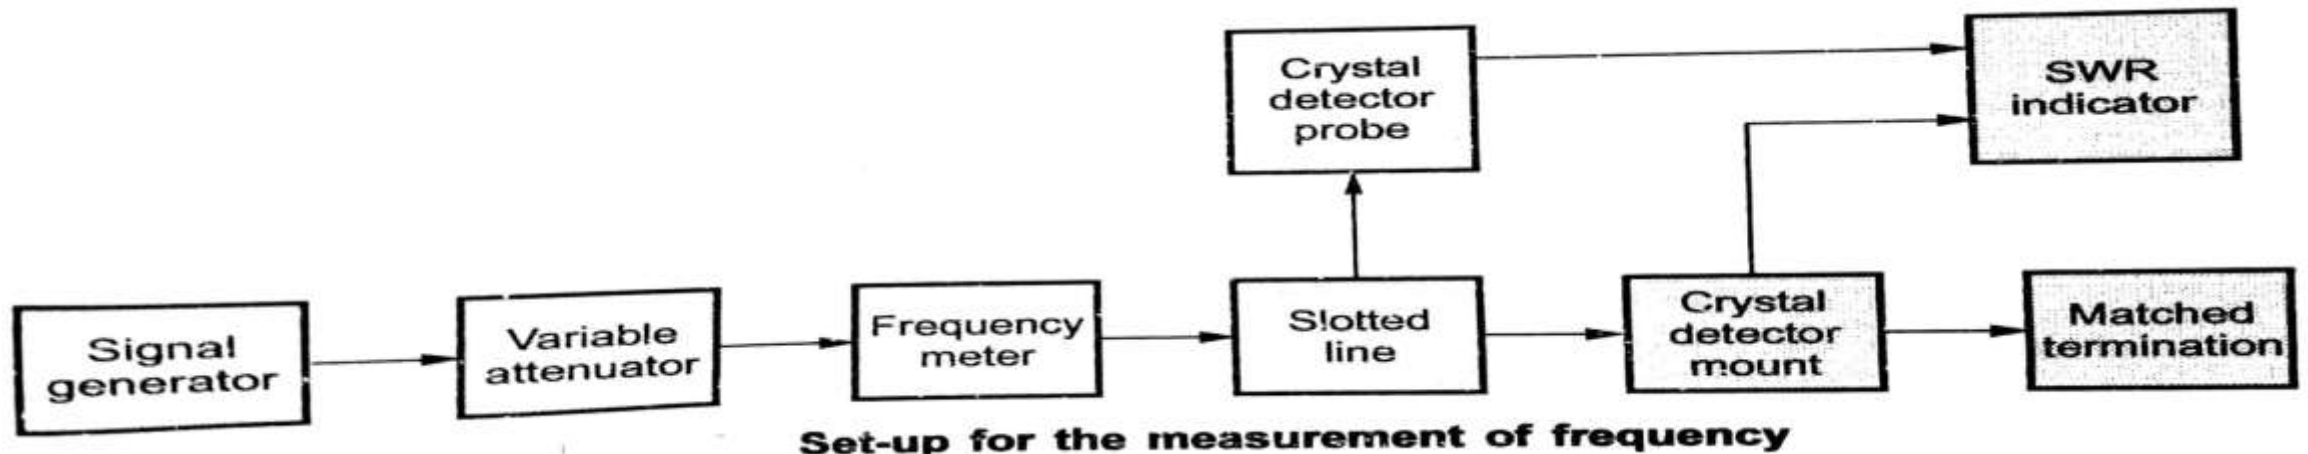 Crystal
detector
probe
SWR
indicator
Signal
generator
Variable
attenuator
Frequency
meter
Slotted
line
Crystal
detector
mount
Matched
termination
Set-up for the measurement of frequency